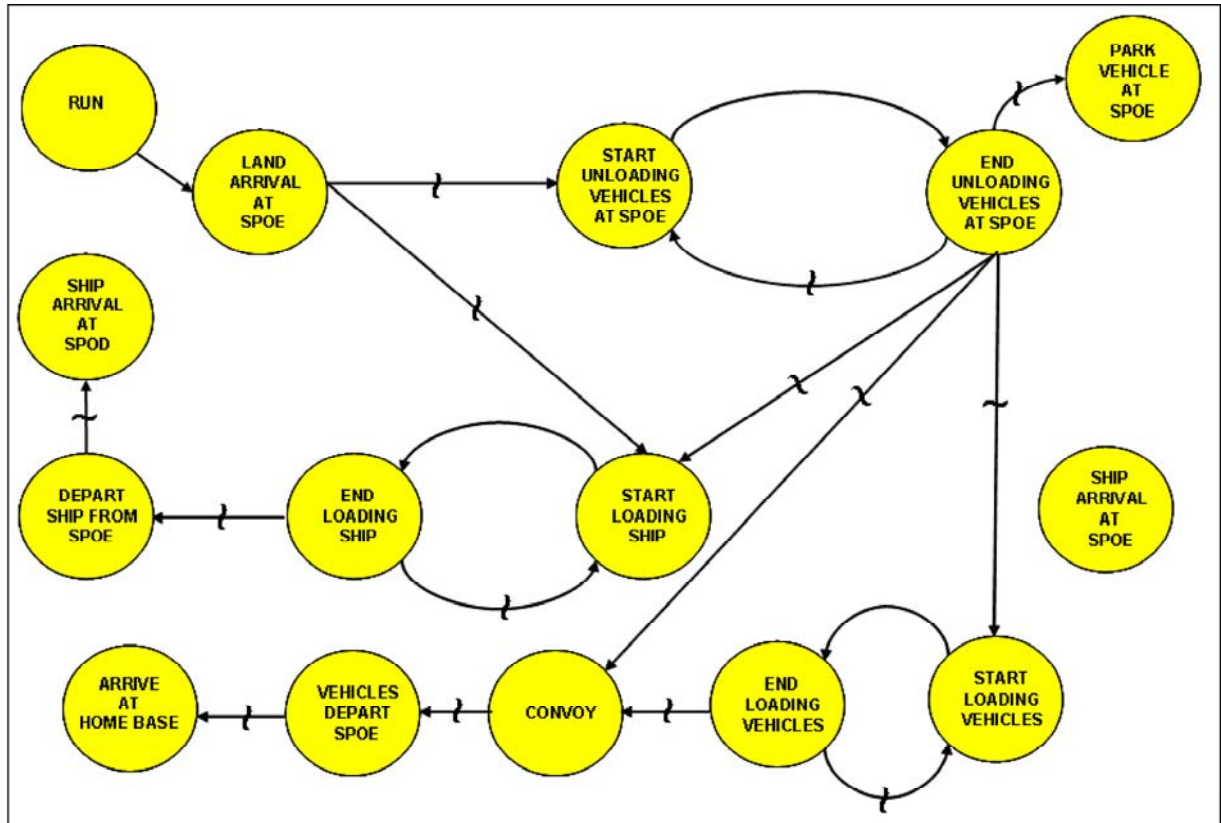 RUN
LAND
ARRIVAL
AT
SPOE
START
UNLOADING
VEHICLES
AT SPOE
END
UNLOADING
VEHICLES
AT SPOE
PARK
VEHICLE
AT
SPOE
SHIP
ARRIVAL
AT
SPOD
DEPART
SHIP FROM
SPOE
END
LOADING
SHIP
START
LOADING
SHIP
SHIP
ARRIVAL
AT
SPOE
ARRIVE
AT
HOME BASE
VEHICLES
DEPART
SPOE
CONVOY
END
LOADING
VEHICLES
START
LOADING
VEHICLES